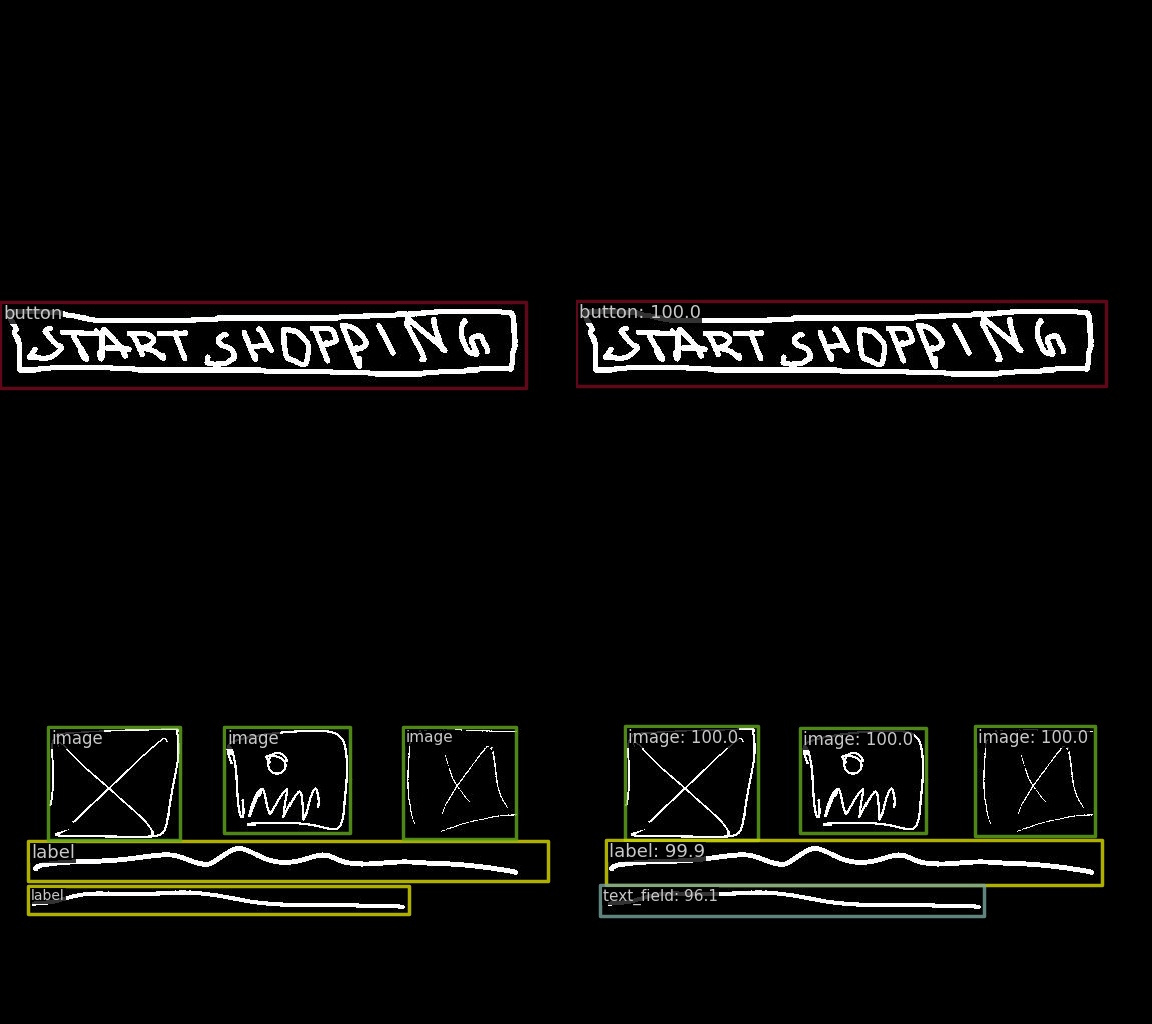 button button: 100.0
START SHOPPING START SHOPPING
image image image image: 100.0 image: 100.0 image: 100.0
label label: 99.9
label text_field: 96.1